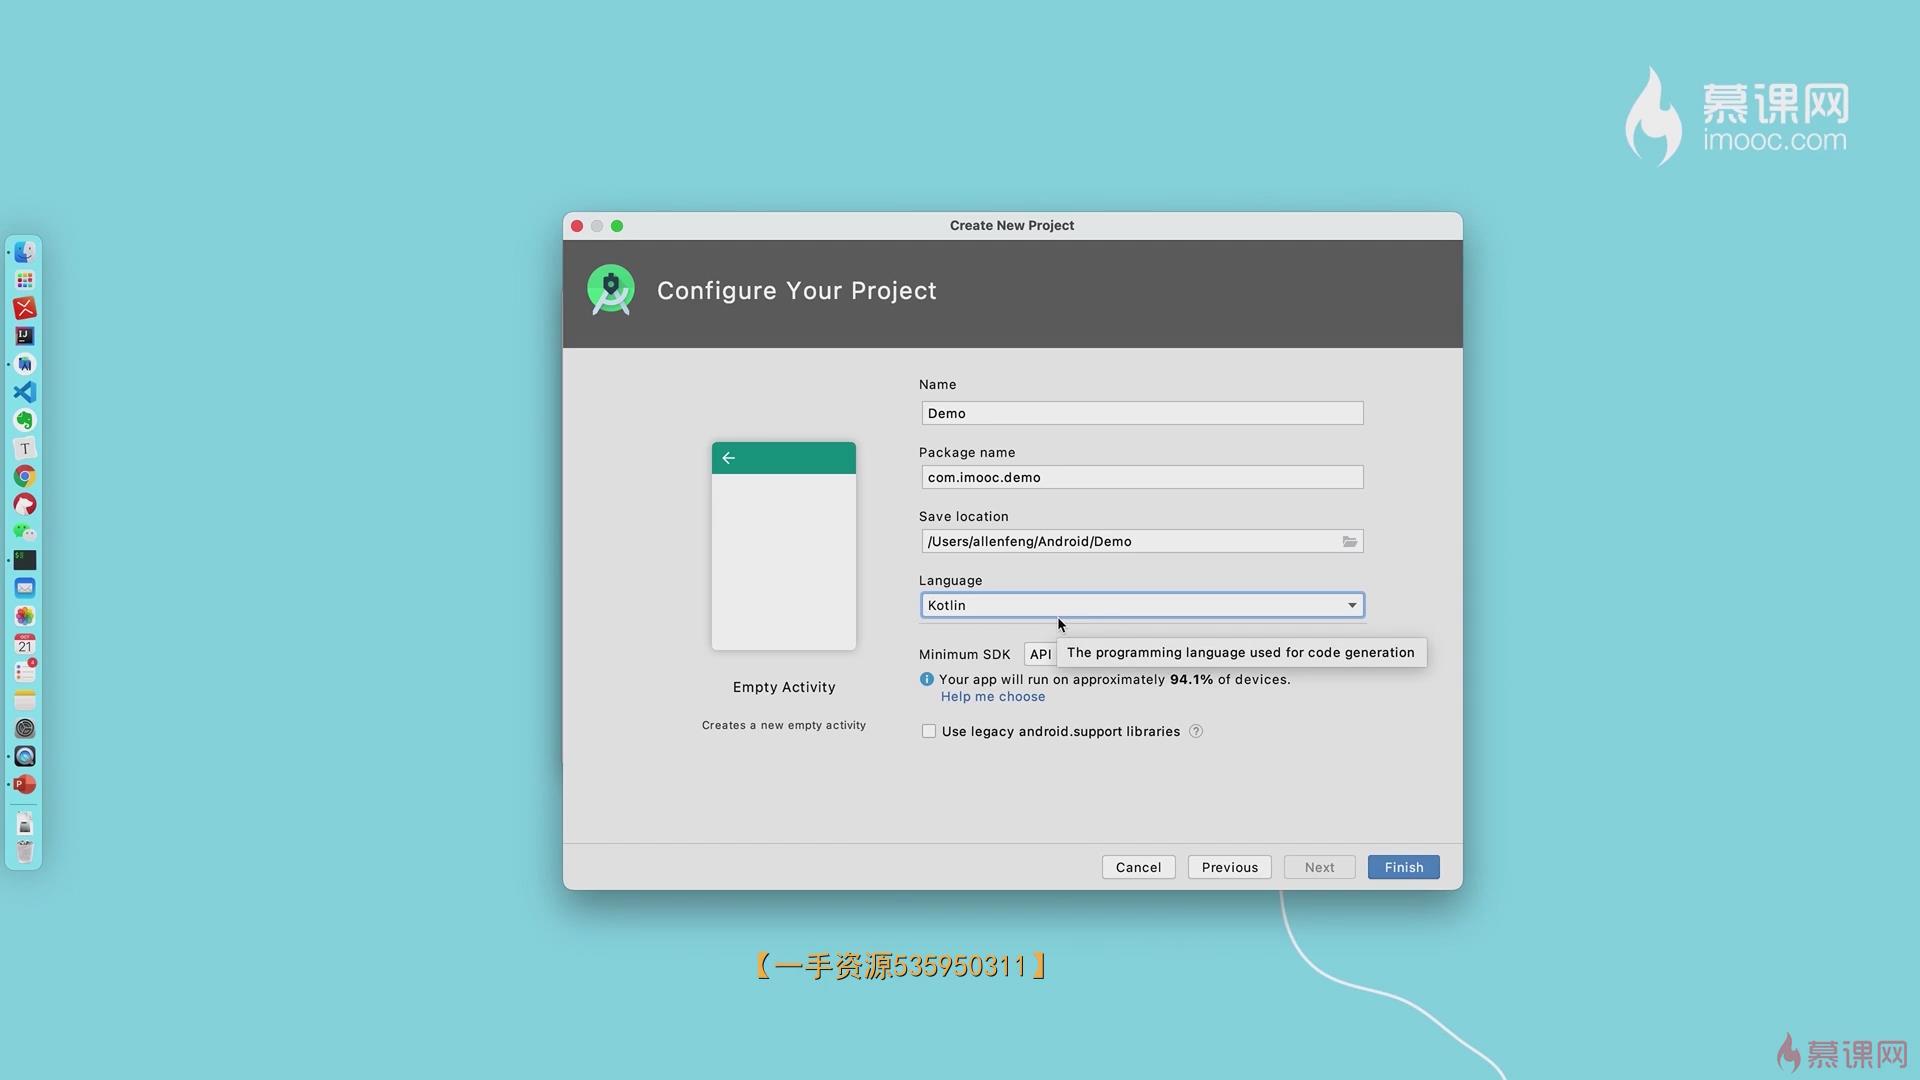 慕课网
imooc.com
Create New Project
Configure Your Project
Name
Demo
Package name
com.imooc.demo
Save location
/Users/allenfeng/Android/Demo
Language
Kotlin
Minimum SDK API
The programming language used for code generation
Your app will run on approximately 94.1% of devices.
Help me choose
Use legacy android.support libraries ?
Empty Activity
Creates a new empty activity
Cancel Previous Next Finish
【一手资源535950311】
慕课网